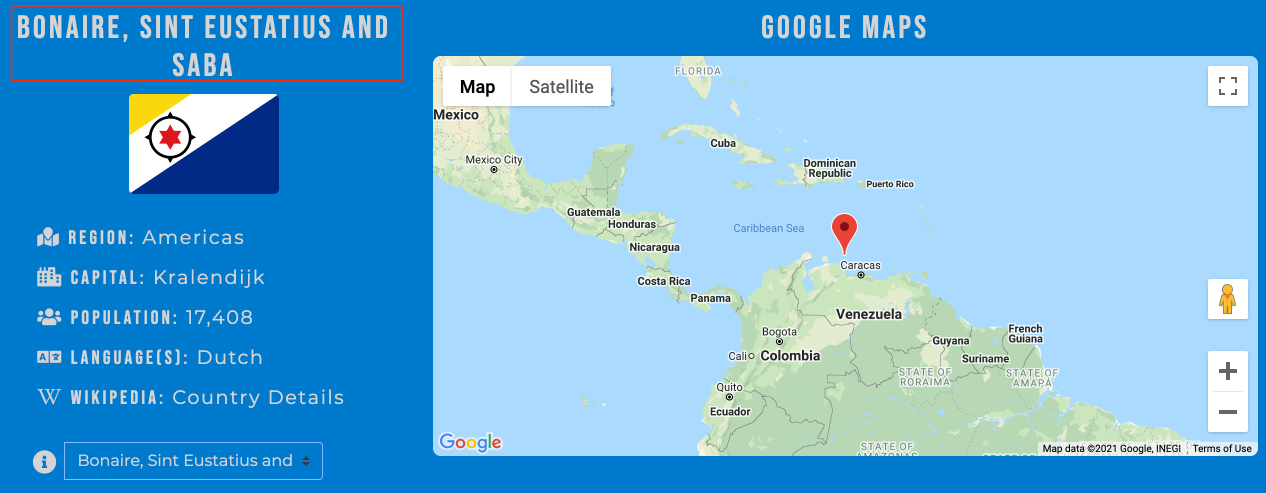 BONAIRE, SINT EUSTATIUS AND
SABA
REGION: Americas
CAPITAL: Kralendijk
POPULATION: 17,408
LANGUAGE(S): Dutch
WIKIPEDIA: Country Details
Bonaire, Sint Eustatius and
GOOGLE MAPS
Map
Satellite
FLORIDA
Mexico
Mexico City
Cuba
Dominican
Republic
Puerto Rico
Guatemala
Honduras
Caribbean Sea
Nicaragua
Costa Rica
Caracas
Panama
Venezuela
Bogota
Guyana
French
Guiana
Suriname
Cali
Colombia
STATE OF
RORAIMA
STATE OF
AMAPÁ
Quito
Ecuador
STATE OF
Google
Map data ©2021 Google, INEGI
Terms of Use